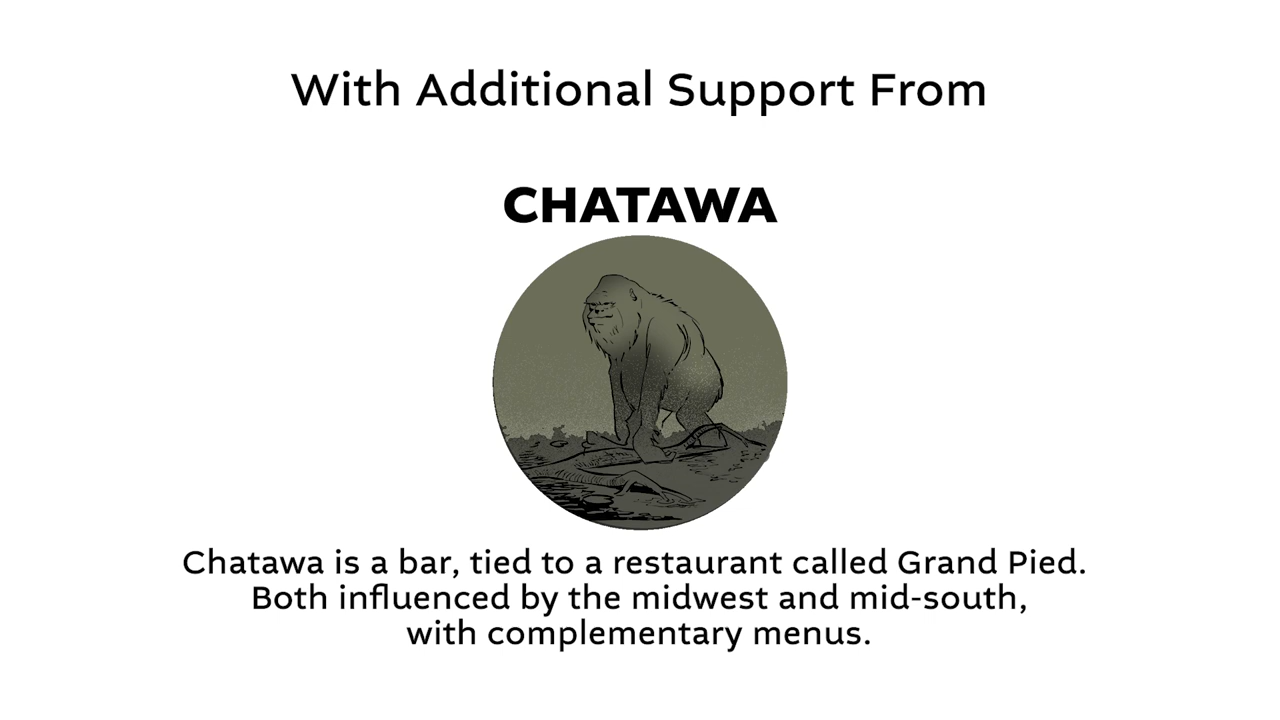 With Additional Support From
CHATAWA
Chatawa is a bar, tied to a restaurant called Grand Pied.
Both influenced by the midwest and mid-south,
with complementary menus.